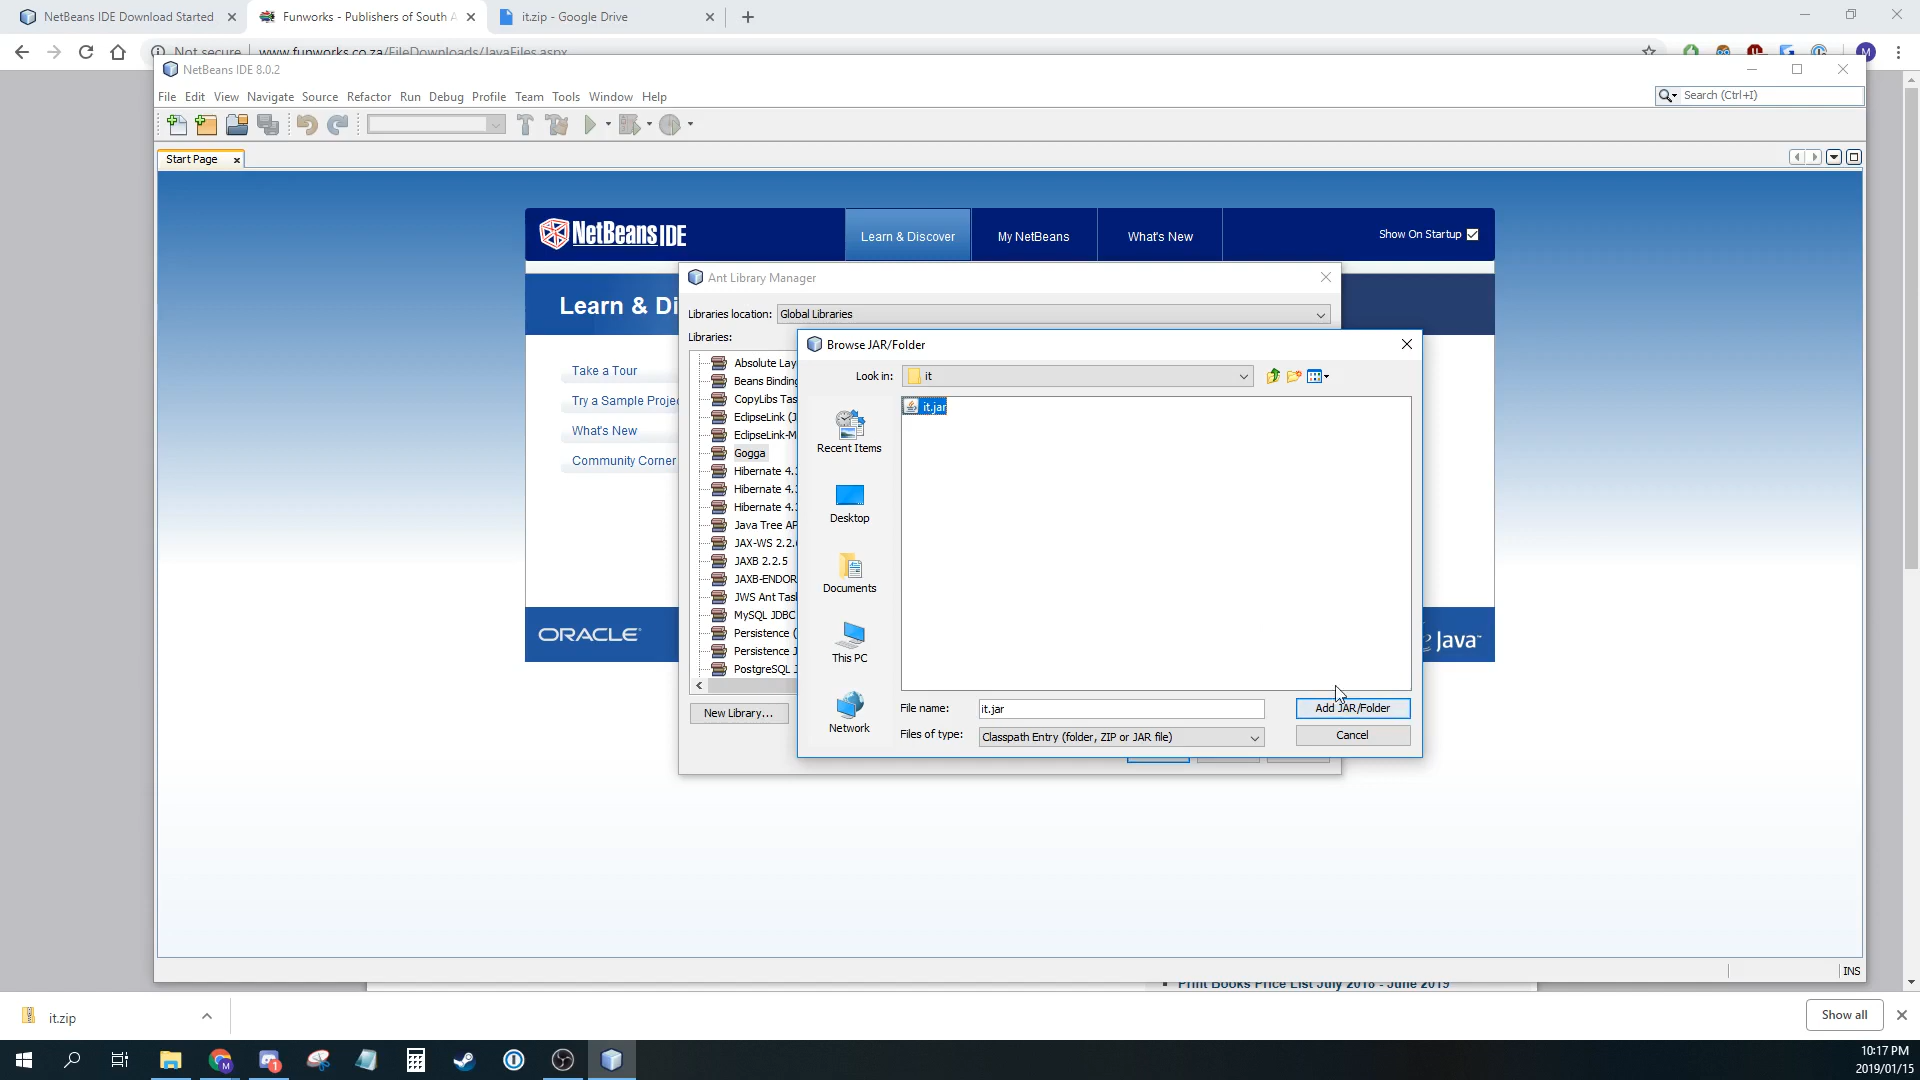 NetBeans IDE Download Started
Funworks - Publishers of South A
it.zip - Google Drive
Not secure
www.funworks.co.za/FileDownloads/JavaFiles.aspx
M
NetBeans IDE 8.0.2
File Edit View Navigate Source Refactor Run Debug Profile Team Tools Window Help
Search (Ctrl+I)
Start Page
NetBeans IDE
Learn & Discover
My NetBeans
What's New
Show On Startup
Learn & Di
Take a Tour
Try a Sample Projec
What's New
Community Corner
ORACLE
Java
Ant Library Manager
Libraries location: Global Libraries
Libraries:
Absolute Lay
Beans Binding
CopyLibs Tas
EclipseLink (J
EclipseLink-M
Gogga
Hibernate 4.
Hibernate 4.
Hibernate 4.
Java Tree AP
JAX-WS 2.2.
JAXB 2.2.5
JAXB-ENDOR
JWS Ant Tas
MySQL JDBC
Persistence (
Persistence J
PostgreSQL J
New Library...
Browse JAR/Folder
Look in: it
it.jar
Recent Items
Desktop
Documents
This PC
Network
File name: it.jar
Add JAR/Folder
Files of type: Classpath Entry (folder, ZIP or JAR file)
Cancel
INS
Print Books Price List July 2018 - June 2019
it.zip
Show all
M
1
10:17 PM
2019/01/15